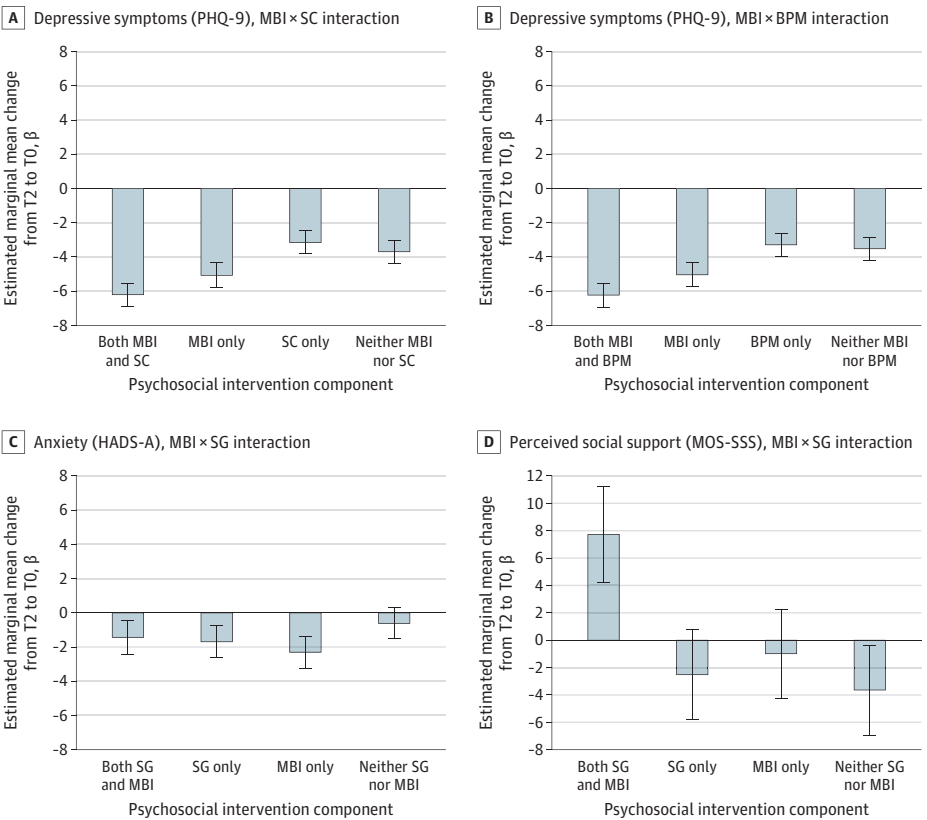 A Depressive symptoms (PHQ-9), MBI × SC interaction
8
6
4
2
0
-2
-4
-6
-8
Estimated marginal mean change
from T2 to T0, β
Both MBI and SC
MBI only
SC only
Neither MBI nor SC
Psychosocial intervention component
B Depressive symptoms (PHQ-9), MBI × BPM interaction
8
6
4
2
0
-2
-4
-6
-8
Estimated marginal mean change
from T2 to T0, β
Both MBI and BPM
MBI only
BPM only
Neither MBI nor BPM
Psychosocial intervention component
C Anxiety (HADS-A), MBI × SG interaction
8
6
4
2
0
-2
-4
-6
-8
Estimated marginal mean change
from T2 to T0, β
Both SG and MBI
SG only
MBI only
Neither SG nor MBI
Psychosocial intervention component
D Perceived social support (MOS-SSS), MBI × SG interaction
12
10
8
6
4
2
0
-2
-4
-6
-8
Estimated marginal mean change
from T2 to T0, β
Both SG and MBI
SG only
MBI only
Neither SG nor MBI
Psychosocial intervention component